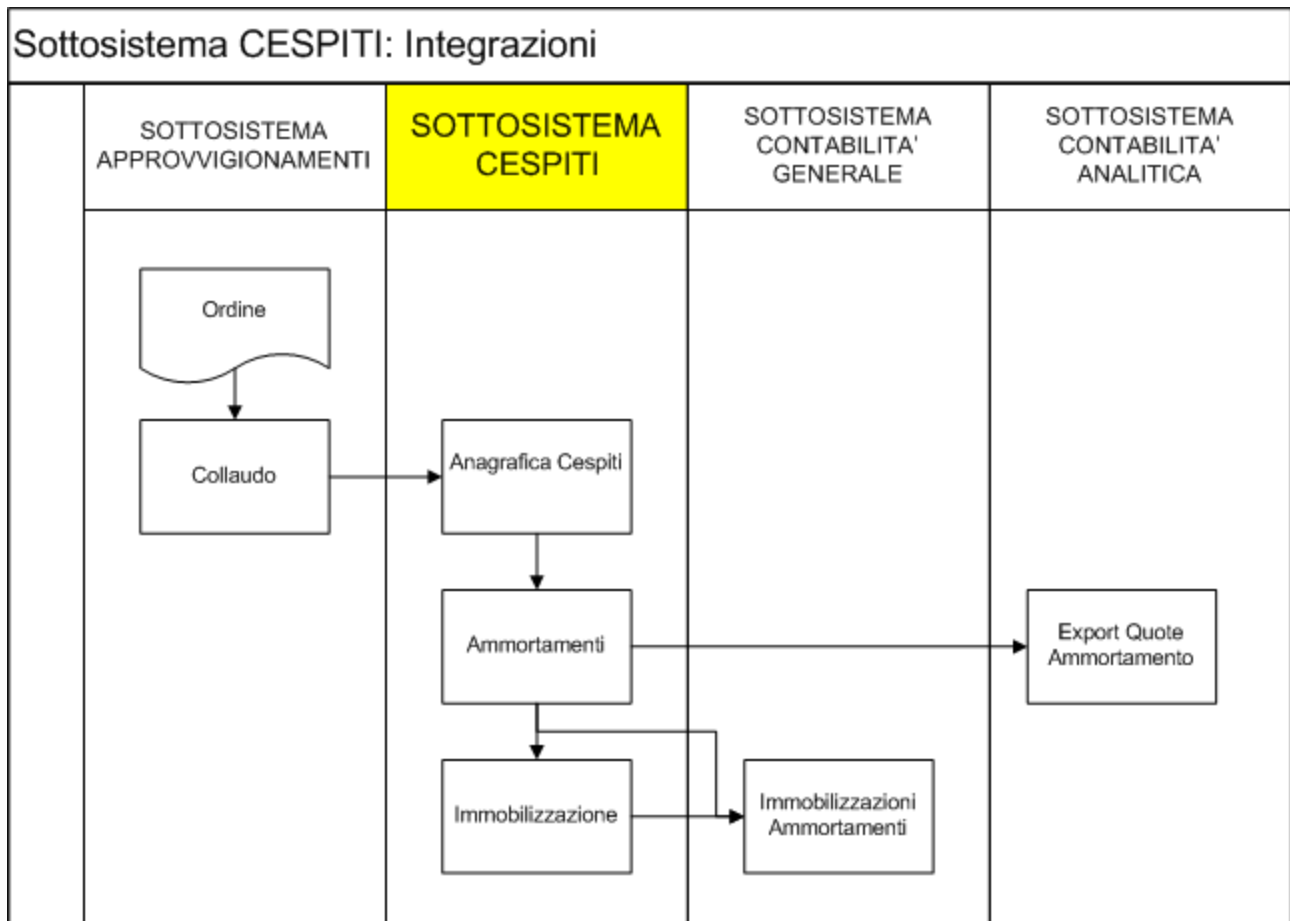 Sottosistema CESPITI: Integrazioni
SOTTOSISTEMA
APPROVVIGIONAMENTI
SOTTOSISTEMA
CESPITI
SOTTOSISTEMA
CONTABILITA'
GENERALE
SOTTOSISTEMA
CONTABILITA'
ANALITICA
Ordine
Collaudo
Anagrafica Cespiti
Ammortamenti
Export Quote
Ammortamento
Immobilizzazione
Immobilizzazioni
Ammortamenti